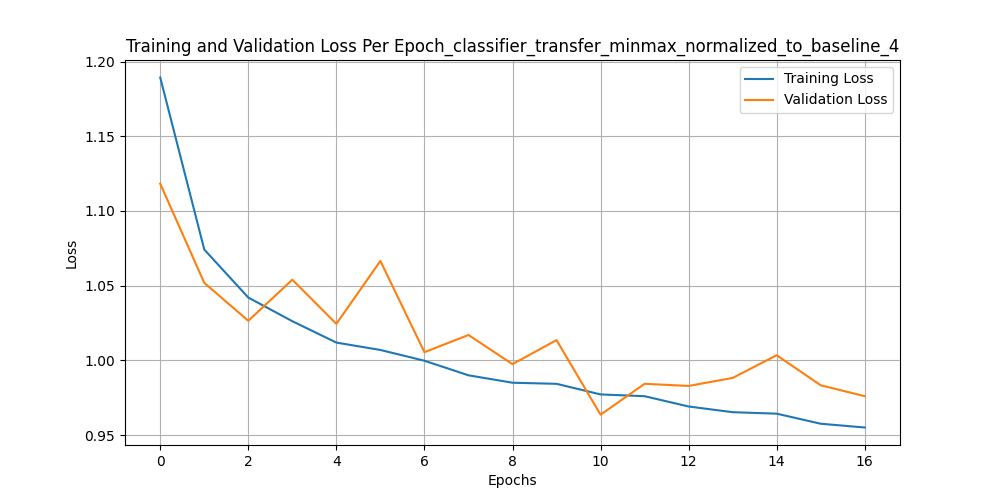 Training and Validation Loss Per Epoch_classifier_transfer_minmax_normalized_to_baseline_4
Training Loss
Validation Loss
1.20
1.15
1.10
1.05
1.00
0.95
Loss
0 2 4 6 8 10 12 14 16
Epochs